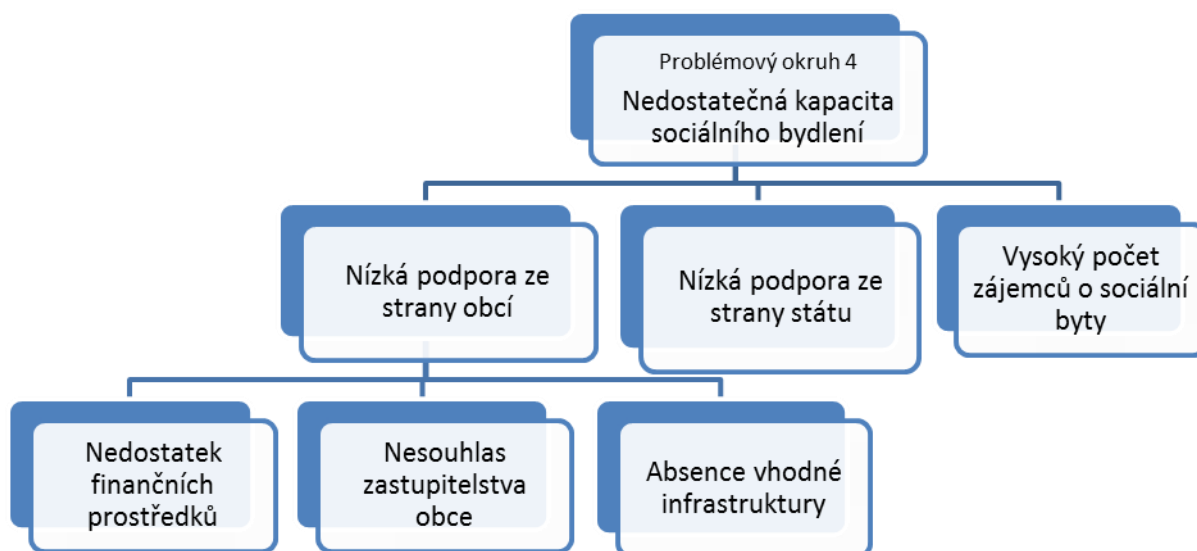 Problémový okruh 4
Nedostatečná kapacita
sociálního bydlení
Nízká podpora ze
strany obcí
Nízká podpora ze
strany státu
Vysoký počet
zájemců o sociální
byty
Nedostatek
finančních
prostředků
Nesouhlas
zastupitelstva
obce
Absence vhodné
infrastruktury